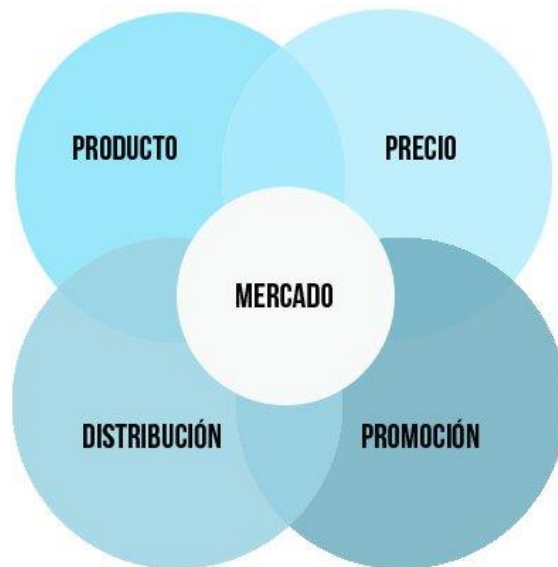 PRODUCTO
PRECIO
MERCADO
DISTRIBUCIÓN
PROMOCIÓN